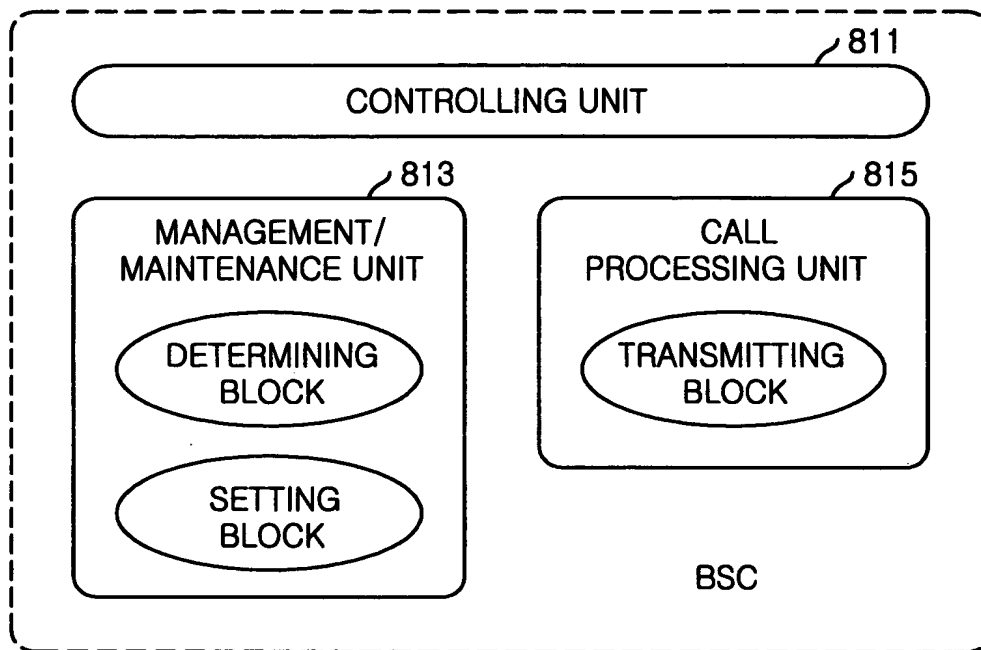 811
CONTROLLING UNIT
813
MANAGEMENT/
MAINTENANCE UNIT
DETERMINING
BLOCK
SETTING
BLOCK
815
CALL
PROCESSING UNIT
TRANSMITTING
BLOCK
BSC